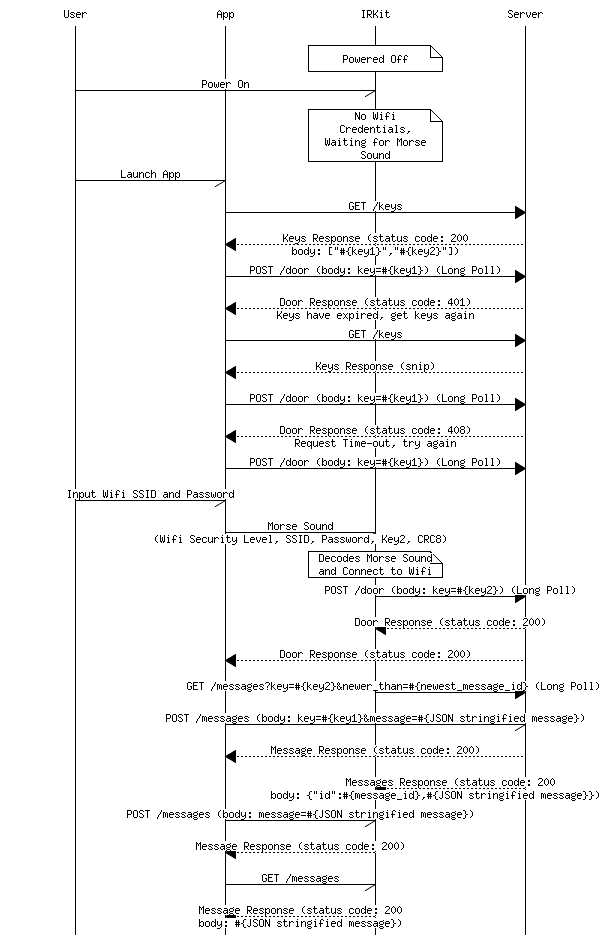 User App IRKit Server
Powered Off
Power On
No Wifi
Credentials,
Waiting for Morse
Sound
Launch App
GET /keys
Keys Response (status code: 200
body: ["#{key1}","#{key2}"])
POST /door (body: key=#{key1}) (Long Poll)
Door Response (status code: 401)
Keys have expired, get keys again
GET /keys
Keys Response (snip)
POST /door (body: key=#{key1}) (Long Poll)
Door Response (status code: 408)
Request Time-out, try again
POST /door (body: key=#{key1}) (Long Poll)
Input Wifi SSID and Password
Morse Sound
(Wifi Security Level, SSID, Password, Key2, CRC8)
Decodes Morse Sound
and Connect to Wifi
POST /door (body: key=#{key2}) (Long Poll)
Door Response (status code: 200)
Door Response (status code: 200)
GET /messages?key=#{key2}&newer_than=#{newest_message_id} (Long Poll)
POST /messages (body: key=#{key1}&message=#{JSON stringified message})
Message Response (status code: 200)
Messages Response (status code: 200
body: {"id":#{message_id},#{JSON stringified message}})
POST /messages (body: message=#{JSON stringified message})
Message Response (status code: 200)
GET /messages
Message Response (status code: 200
body: #{JSON stringified message})